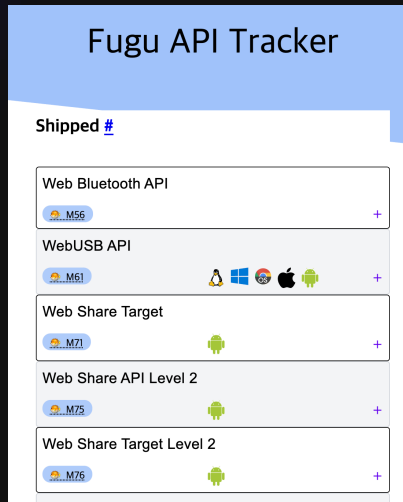 Fugu API Tracker
Shipped #
Web Bluetooth API
M56
+
WebUSB API
M61
+
Web Share Target
M71
+
Web Share API Level 2
M75
+
Web Share Target Level 2
M76
+